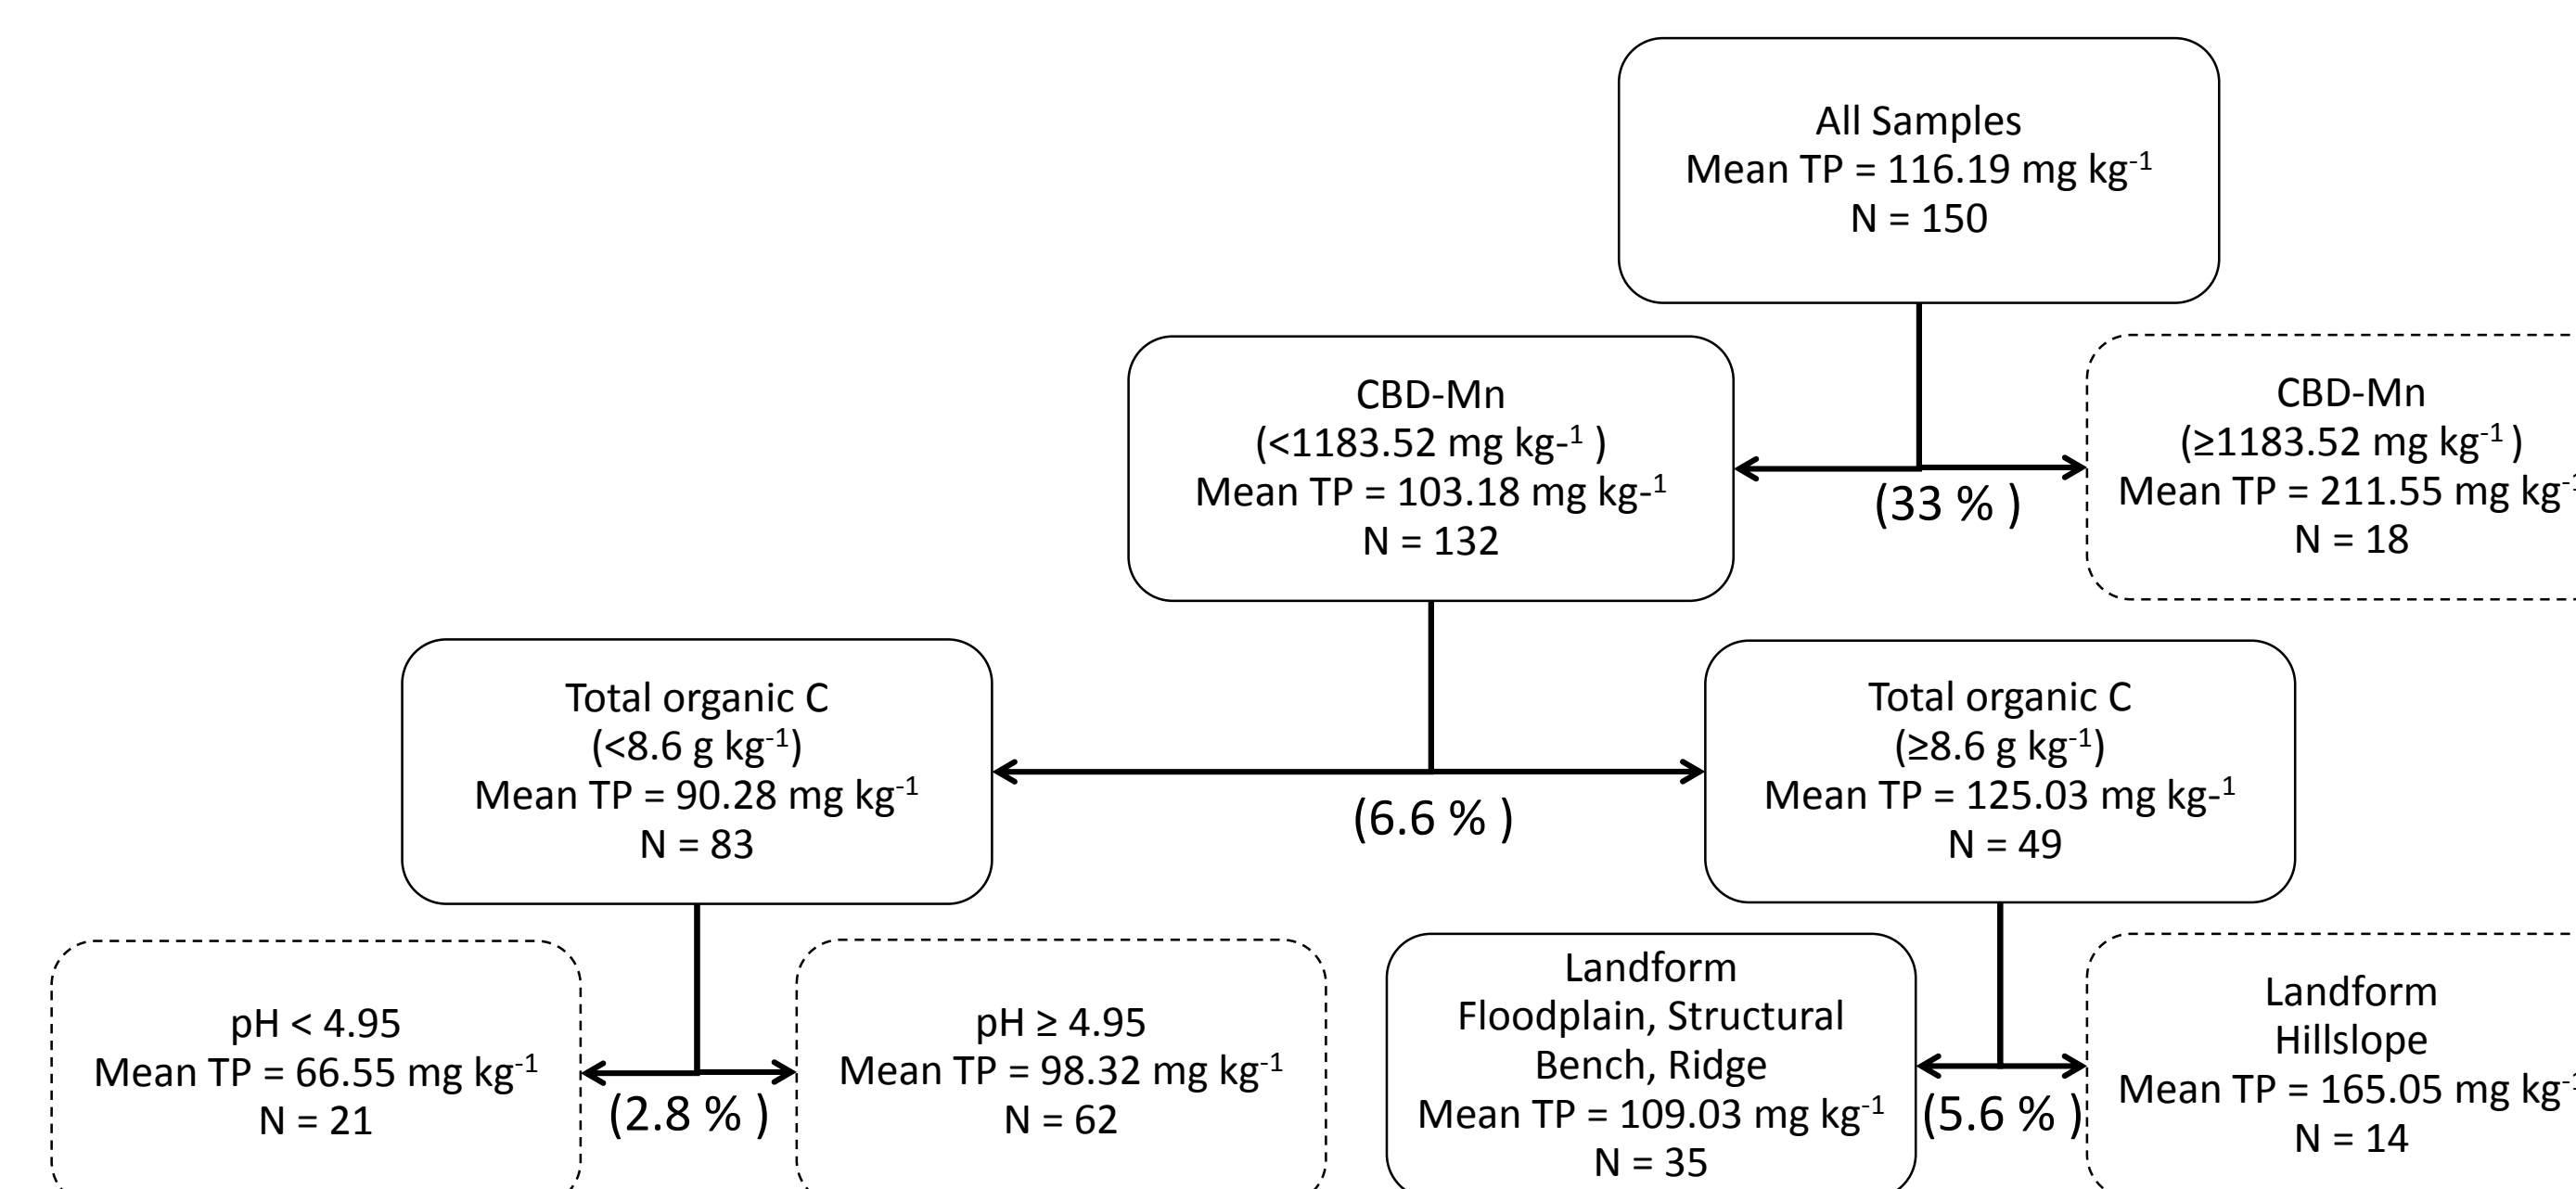 All Samples
Mean TP = 116.19 mg kg⁻¹
N = 150
CBD-Mn
(<1183.52 mg kg-¹ )
Mean TP = 103.18 mg kg-¹
N = 132
(33 % )
CBD-Mn
(≥1183.52 mg kg⁻¹ )
Mean TP = 211.55 mg kg⁻¹
N = 18
Total organic C
(<8.6 g kg⁻¹)
Mean TP = 90.28 mg kg⁻¹
N = 83
(6.6 % )
Total organic C
(≥8.6 g kg⁻¹)
Mean TP = 125.03 mg kg-¹
N = 49
pH < 4.95
Mean TP = 66.55 mg kg⁻¹
N = 21
(2.8 % )
pH ≥ 4.95
Mean TP = 98.32 mg kg⁻¹
N = 62
Landform
Floodplain, Structural
Bench, Ridge
Mean TP = 109.03 mg kg⁻¹
N = 35
(5.6 % )
Landform
Hillslope
Mean TP = 165.05 mg kg⁻¹
N = 14